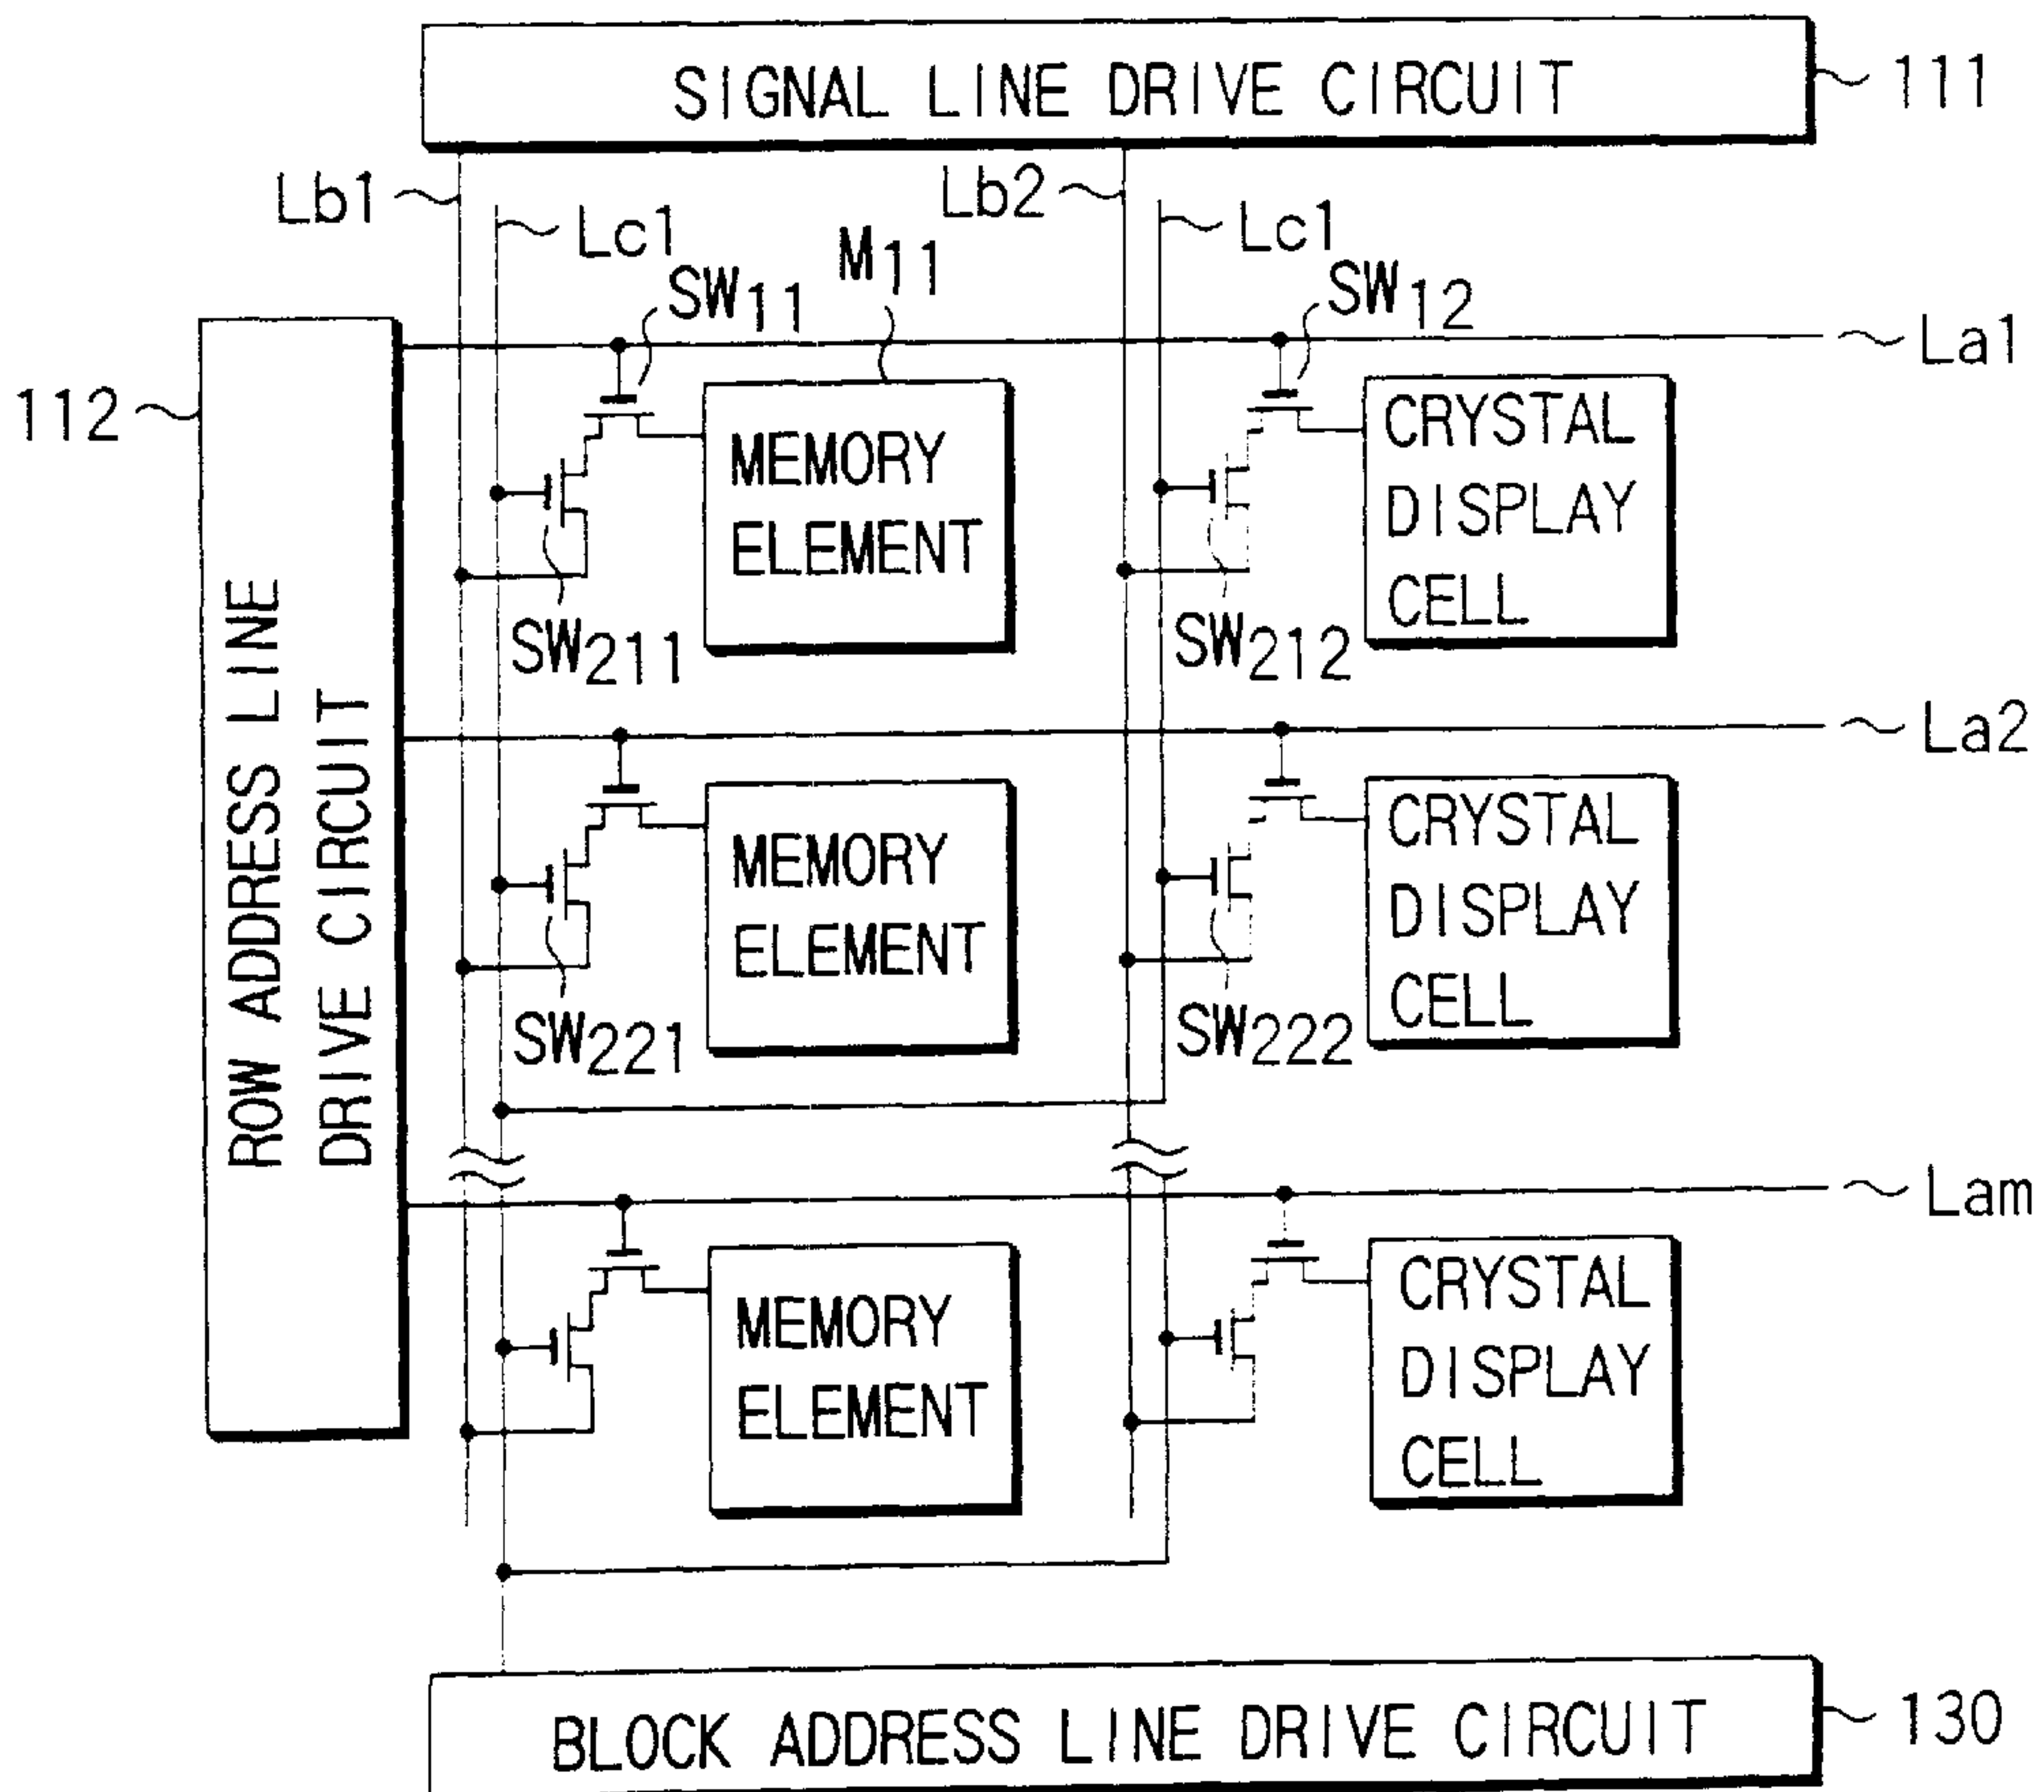 SIGNAL LINE DRIVE CIRCUIT
111
Lb1
Lc1
Lb2
Lc1
SW11
M11
SW12
La1
112
ROW ADDRESS LINE
DRIVE CIRCUIT
MEMORY
ELEMENT
CRYSTAL
DISPLAY
CELL
SW211
SW212
La2
MEMORY
ELEMENT
CRYSTAL
DISPLAY
CELL
SW221
SW222
Lam
MEMORY
ELEMENT
CRYSTAL
DISPLAY
CELL
BLOCK ADDRESS LINE DRIVE CIRCUIT
130